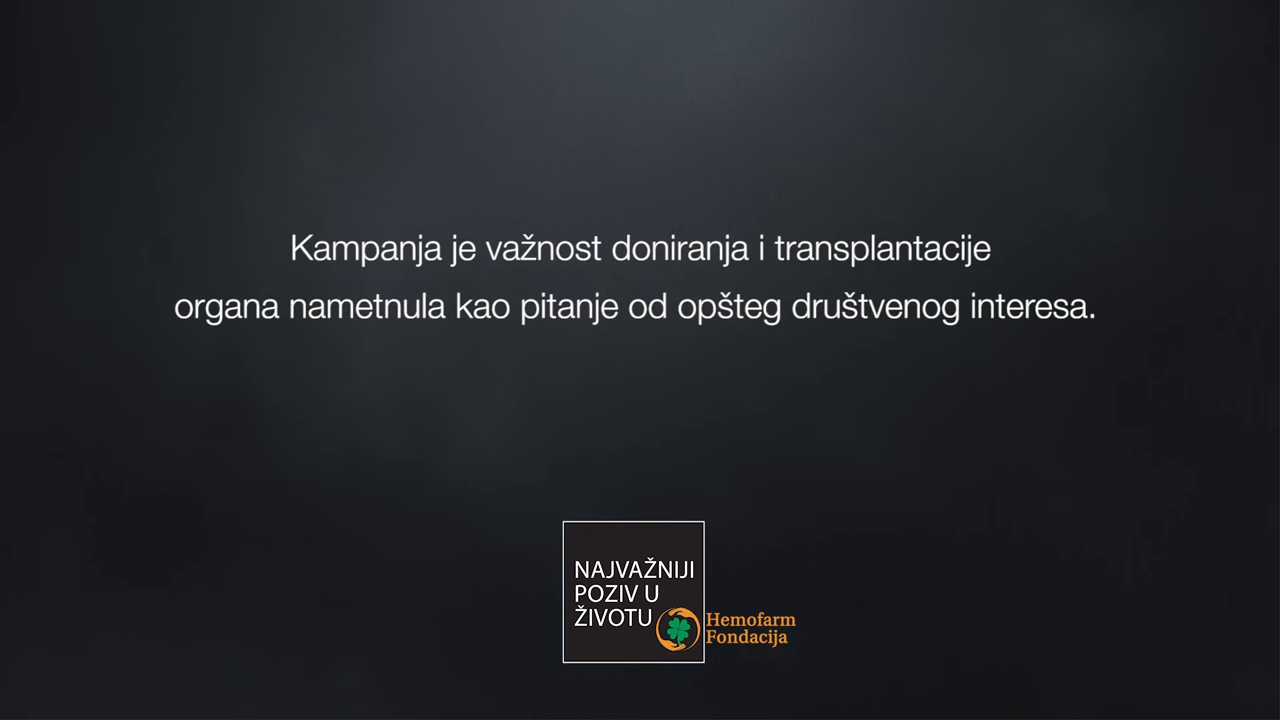 Kampanja je važnost doniranja i transplantacije
organa nametnula kao pitanje od opšteg društvenog interesa.
NAJVAŽNIJI
POZIV U
ŽIVOTU
Hemofarm
Fondacija